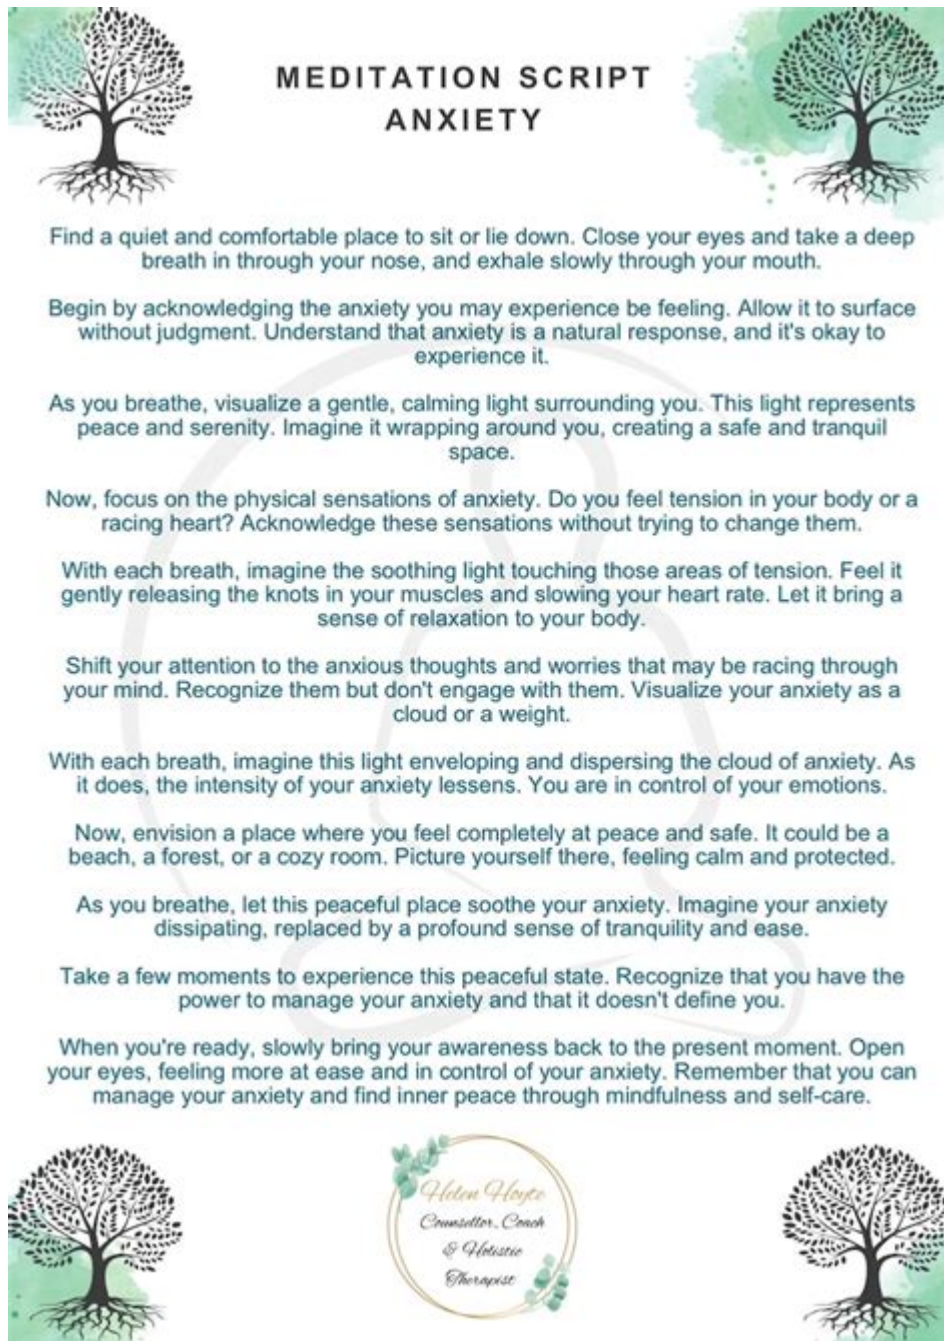 MEDITATION SCRIPT
ANXIETY
Find a quiet and comfortable place to sit or lie down. Close your eyes and take a deep
breath in through your nose, and exhale slowly through your mouth.
Begin by acknowledging the anxiety you may experience be feeling. Allow it to surface
without judgment. Understand that anxiety is a natural response, and it's okay to
experience it.
As you breathe, visualize a gentle, calming light surrounding you. This light represents
peace and serenity. Imagine it wrapping around you, creating a safe and tranquil
space.
Now, focus on the physical sensations of anxiety. Do you feel tension in your body or a
racing heart? Acknowledge these sensations without trying to change them.
With each breath, imagine the soothing light touching those areas of tension. Feel it
gently releasing the knots in your muscles and slowing your heart rate. Let it bring a
sense of relaxation to your body.
Shift your attention to the anxious thoughts and worries that may be racing through
your mind. Recognize them but don't engage with them. Visualize your anxiety as a
cloud or a weight.
With each breath, imagine this light enveloping and dispersing the cloud of anxiety. As
it does, the intensity of your anxiety lessens. You are in control of your emotions.
Now, envision a place where you feel completely at peace and safe. It could be a
beach, a forest, or a cozy room. Picture yourself there, feeling calm and protected.
As you breathe, let this peaceful place soothe your anxiety. Imagine your anxiety
dissipating, replaced by a profound sense of tranquility and ease.
Take a few moments to experience this peaceful state. Recognize that you have the
power to manage your anxiety and that it doesn't define you.
When you're ready, slowly bring your awareness back to the present moment. Open
your eyes, feeling more at ease and in control of your anxiety. Remember that you can
manage your anxiety and find inner peace through mindfulness and self-care.
Helen Hoyte
Counsellor, Coach
& Holistic
Therapist